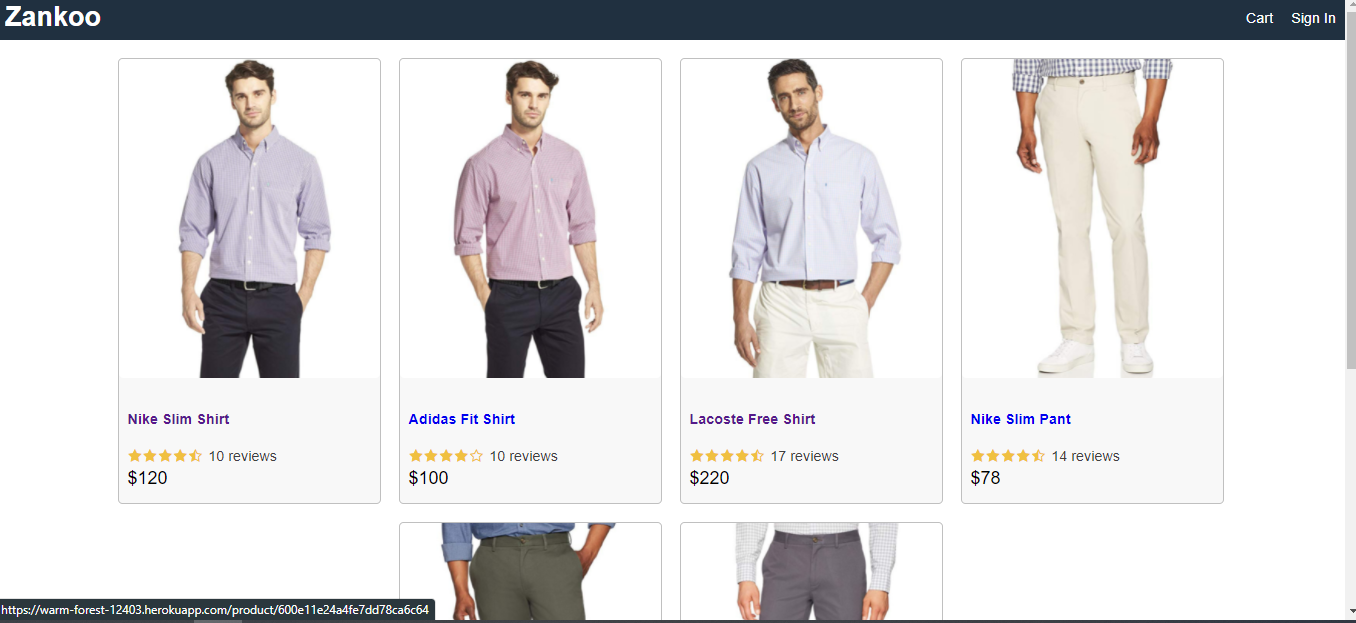 Zankoo
Cart Sign In
Nike Slim Shirt
10 reviews
$120
Adidas Fit Shirt
10 reviews
$100
Lacoste Free Shirt
17 reviews
$220
Nike Slim Pant
14 reviews
$78
https://warm-forest-12403.herokuapp.com/product/600e11e24a4fe7dd78ca6c64